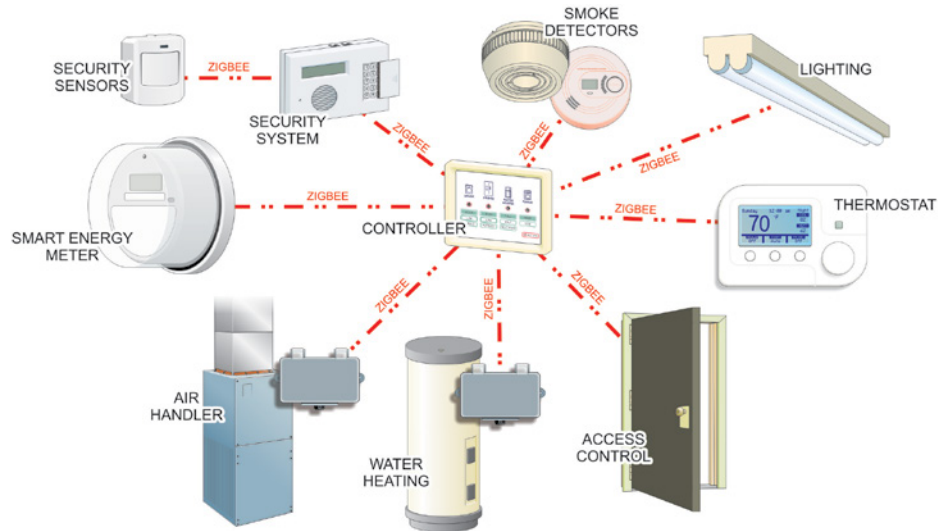 SMOKE
DETECTORS
SECURITY
SENSORS
ZIGBEE
SECURITY
SYSTEM
LIGHTING
ZIGBEE
ZIGBEE
ZIGBEE
SMART ENERGY
METER
ZIGBEE
CONTROLLER
ZIGBEE
THERMOSTAT
70
ZIGBEE
ZIGBEE
ZIGBEE
AIR
HANDLER
WATER
HEATING
ACCESS
CONTROL